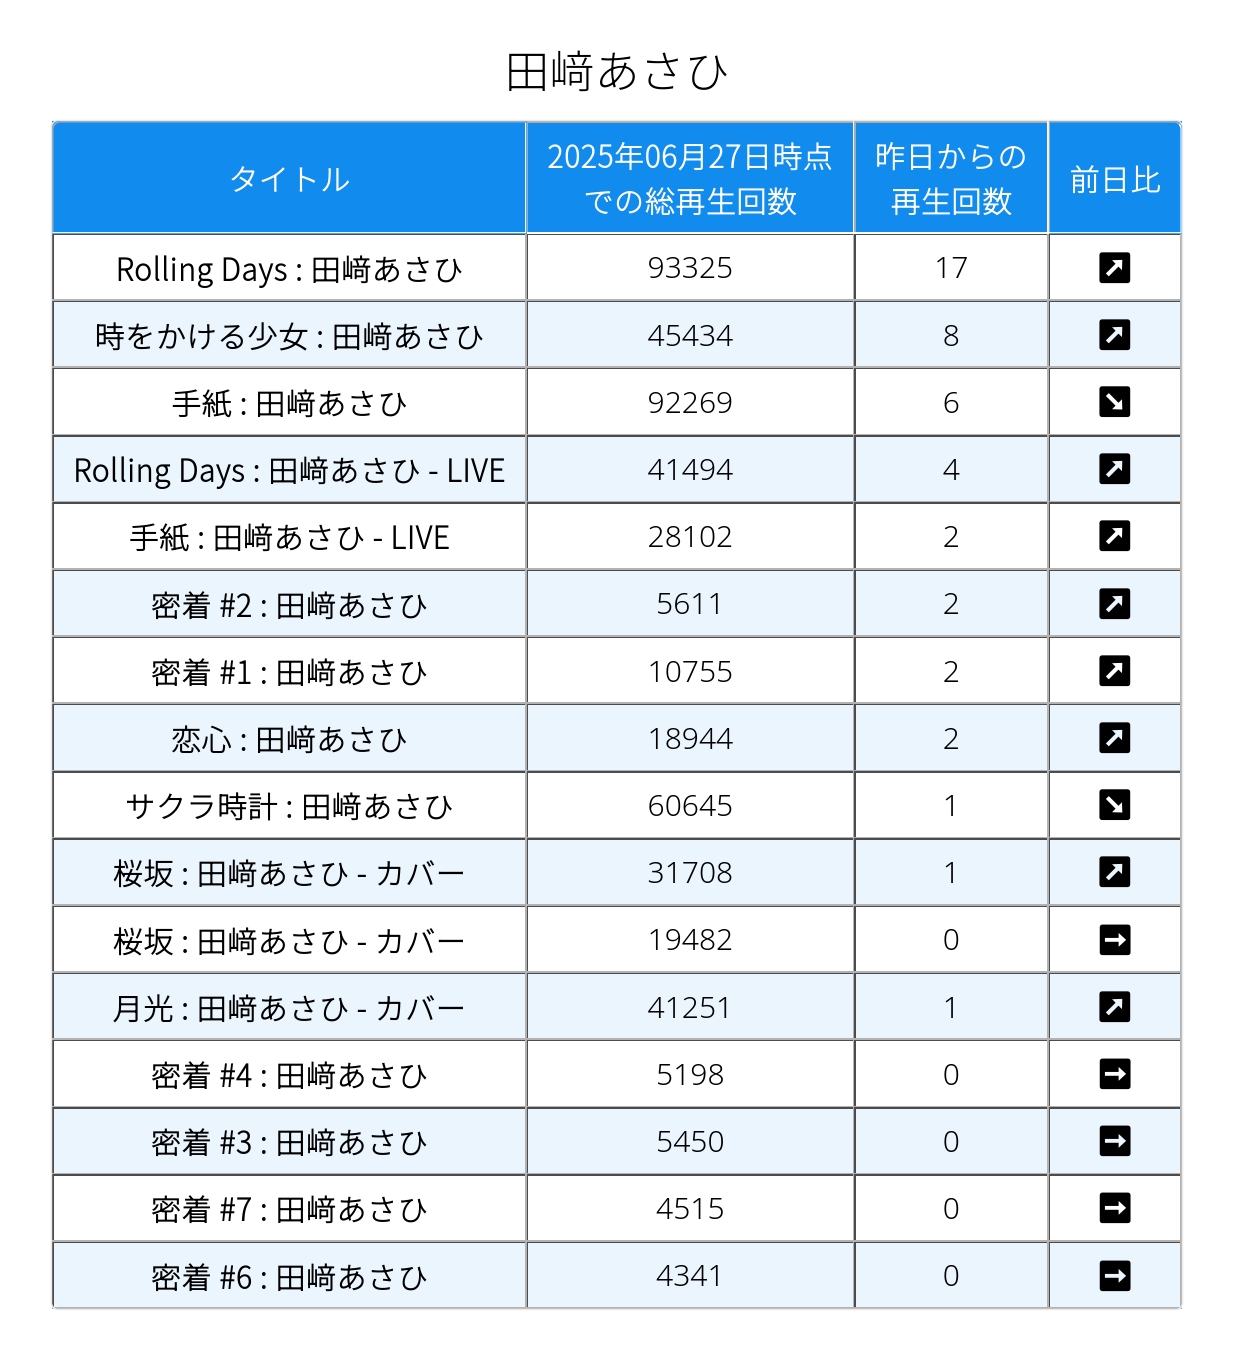 田﨑あさひ
タイトル 2025年06月27日時点 昨日からの 前日比
での総再生回数 再生回数
Rolling Days : 田﨑あさひ 93325 17 ↗
時をかける少女 : 田﨑あさひ 45434 8 ↗
手紙 : 田﨑あさひ 92269 6 ↘
Rolling Days : 田﨑あさひ - LIVE 41494 4 ↗
手紙 : 田﨑あさひ - LIVE 28102 2 ↗
密着 #2 : 田﨑あさひ 5611 2 ↗
密着 #1 : 田﨑あさひ 10755 2 ↗
恋心 : 田﨑あさひ 18944 2 ↗
サクラ時計 : 田﨑あさひ 60645 1 ↘
桜坂 : 田﨑あさひ - カバー 31708 1 ↗
桜坂 : 田﨑あさひ - カバー 19482 0 →
月光 : 田﨑あさひ - カバー 41251 1 ↗
密着 #4 : 田﨑あさひ 5198 0 →
密着 #3 : 田﨑あさひ 5450 0 →
密着 #7 : 田﨑あさひ 4515 0 →
密着 #6 : 田﨑あさひ 4341 0 →